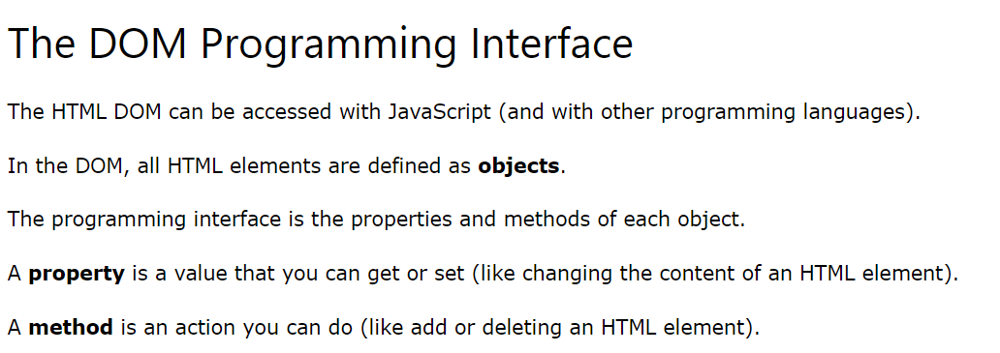 The DOM Programming Interface
The HTML DOM can be accessed with JavaScript (and with other programming languages).
In the DOM, all HTML elements are defined as objects.
The programming interface is the properties and methods of each object.
A property is a value that you can get or set (like changing the content of an HTML element).
A method is an action you can do (like add or deleting an HTML element).